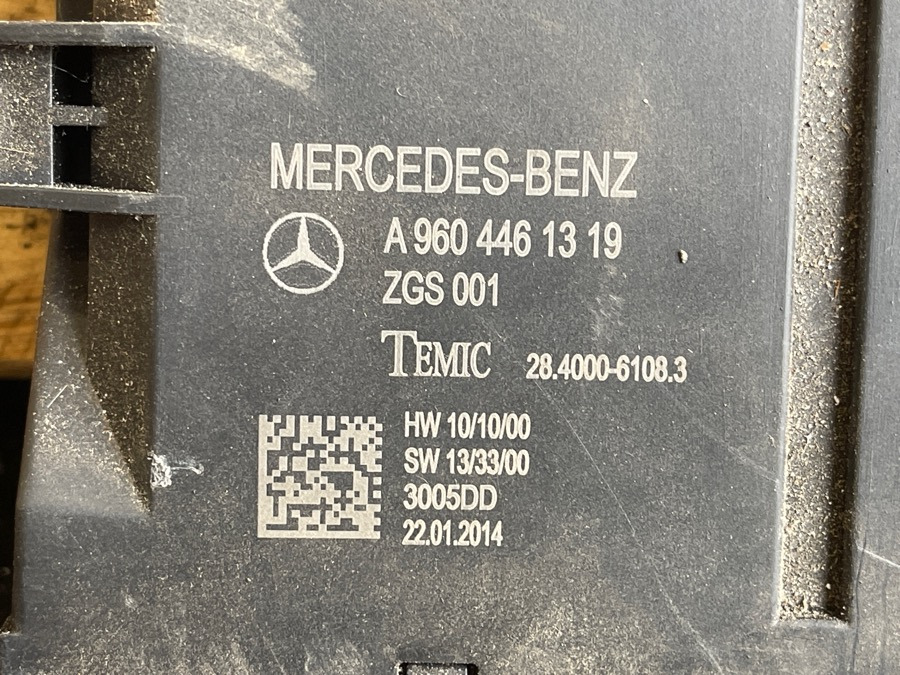 MERCEDES-BENZ
A 960 446 13 19
ZGS 001
TEMIC 28.4000-6108.3
HW 10/10/00
SW 13/33/00
3005DD
22.01.2014